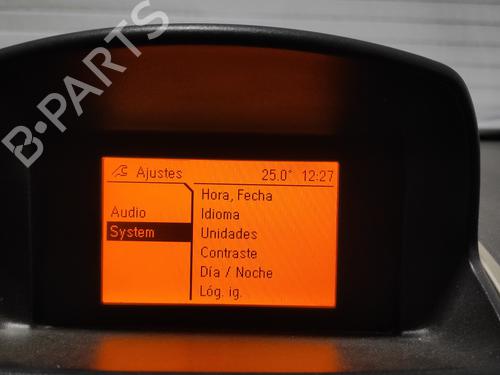 B-PARTS
Ajustes 25.0° 12:27
Audio
System
Hora, Fecha
Idioma
Unidades
Contraste
Día / Noche
Lóg. ig.